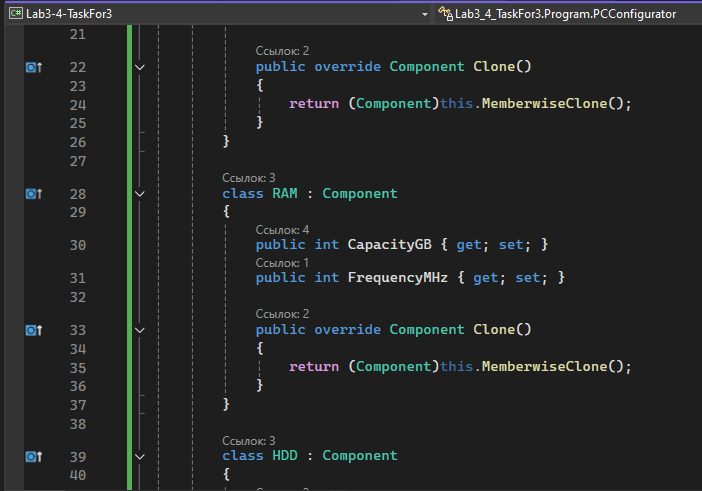 C# Lab3-4-TaskFor3 Lab3_4_TaskFor3.Program.PCConfigurator
21
Ссылок: 2
22 public override Component Clone()
23 {
24 return (Component)this.MemberwiseClone();
25 }
26 }
27
Ссылок: 3
28 class RAM : Component
29 {
Ссылок: 4
30 public int CapacityGB { get; set; }
Ссылок: 1
31 public int FrequencyMHz { get; set; }
32
Ссылок: 2
33 public override Component Clone()
34 {
35 return (Component)this.MemberwiseClone();
36 }
37 }
38
Ссылок: 3
39 class HDD : Component
40 {